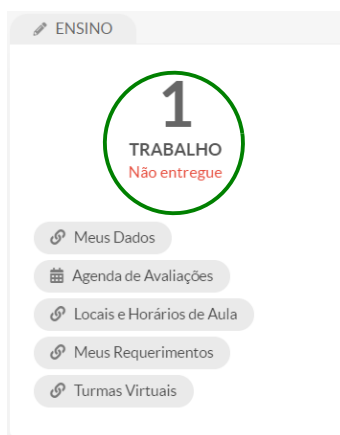 ENSINO
1
TRABALHO
Não entregue
Meus Dados
Agenda de Avaliações
Locais e Horários de Aula
Meus Requerimentos
Turmas Virtuais